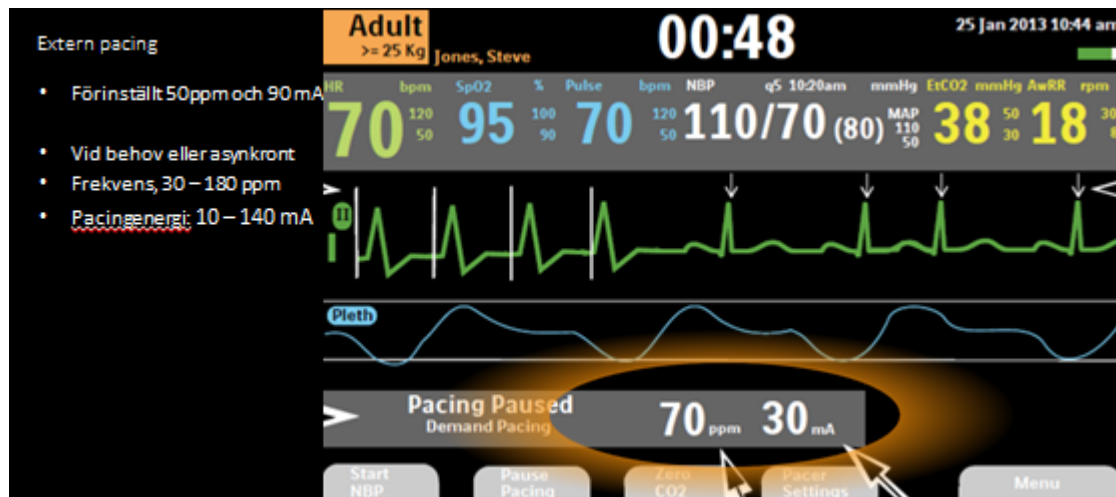 Extern pacing
• Förinställt 50ppm och 90 mA
• Vid behov eller asynkront
• Frekvens, 30 – 180 ppm
• Pacingenergi: 10 – 140 mA
Adult
>= 25 Kg
Jones, Steve
00:48
25 Jan 2013 10:44 am
HR bpm SpO2 % Pulse bpm NBP q5 10:20am mmHg EtCO2 mmHg AwRR rpm
70 120 50 95 100 90 70 120 50 110/70 (80) MAP 110 50 38 50 30 18 30
II
Pleth
Pacing Paused
Demand Pacing
70 ppm 30 mA
Start NBP
Pause Pacing
Zero CO2
Pacer Settings
Menu